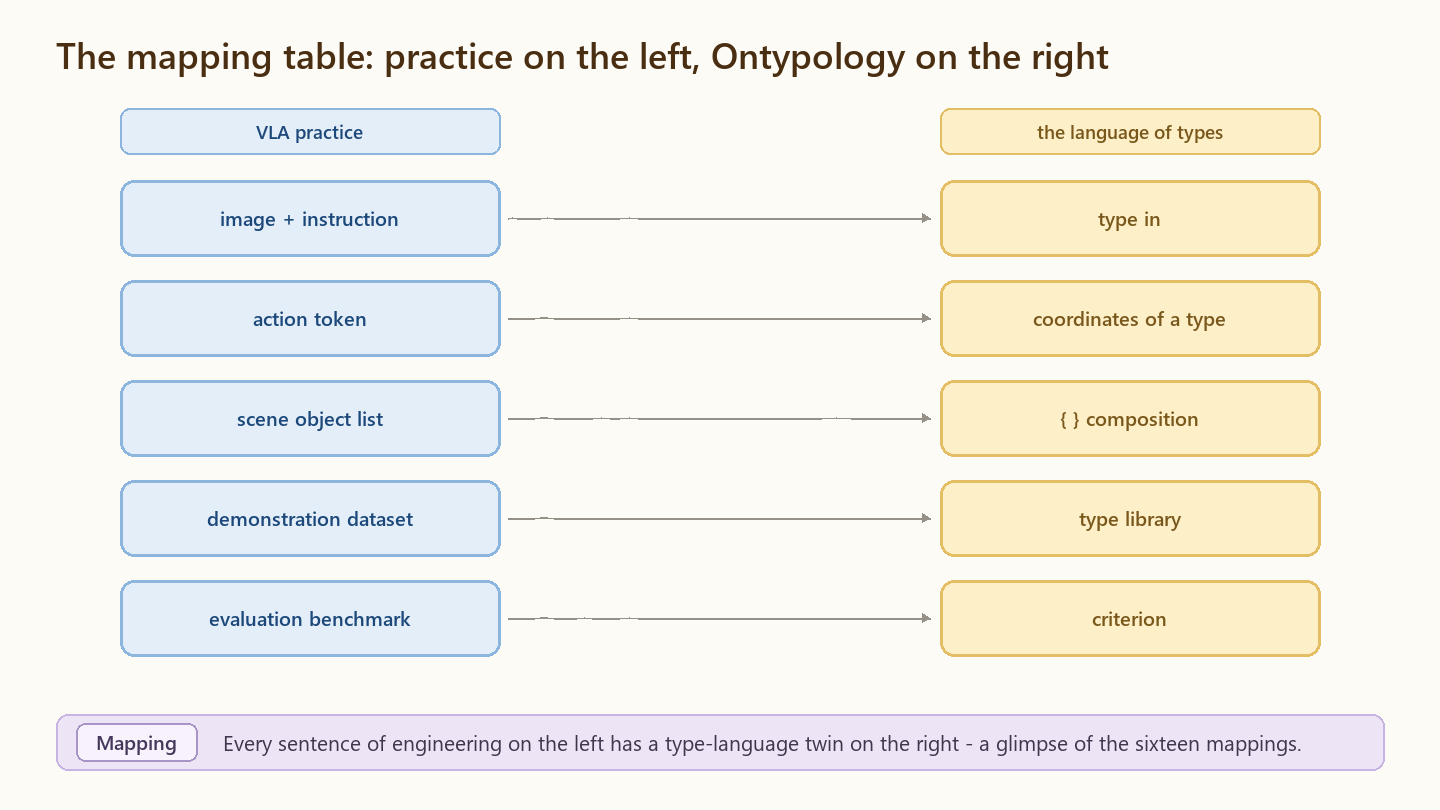 The mapping table: practice on the left, Ontypology on the right
VLA practice
the language of types
image + instruction
type in
action token
coordinates of a type
scene object list
{ } composition
demonstration dataset
type library
evaluation benchmark
criterion
Mapping
Every sentence of engineering on the left has a type-language twin on the right - a glimpse of the sixteen mappings.